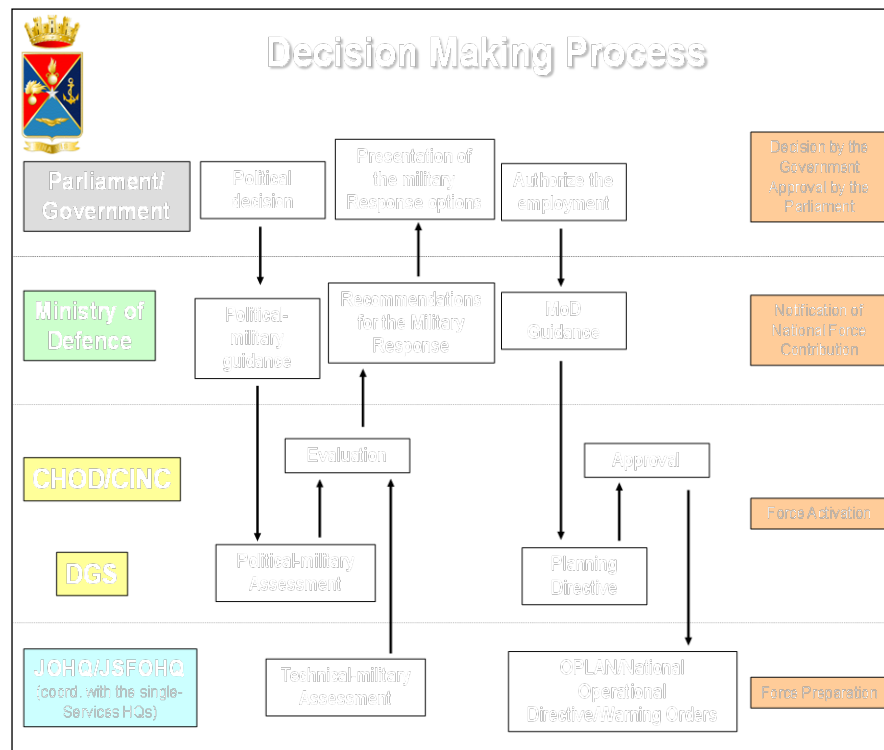 Decision Making Process
Parliament/
Government
Political
decision
Presentation of
the military
Response options
Authorize the
employment
Decision by the
Government
Approval by the
Parliament
Ministry of
Defence
Political-
military
guidance
Recommendations
for the Military
Response
MoD
Guidance
Notification of
National Force
Contribution
CHOD/CINC
Evaluation
Approval
Force Activation
DGS
Political-military
Assessment
Planning
Directive
JOHQ/JSFOHQ
(coord. with the single-
Services HQs)
Technical-military
Assessment
OPLAN/National
Operational
Directive/Warning Orders
Force Preparation